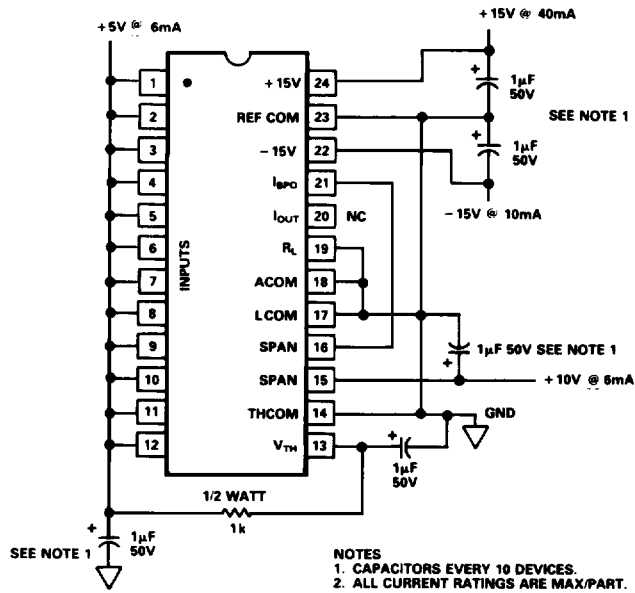 +5V @ 6mA
+15V @ 40mA
1 +15V 24
+ 1μF 50V
2 REF COM 23
SEE NOTE 1
3 -15V 22
+ 1μF 50V
4 I_BPO 21
-15V @ 10mA
5 I_OUT 20 NC
6 R_L 19
INPUTS
7 ACOM 18
8 LCOM 17
9 SPAN 16
+ 1μF 50V SEE NOTE 1
10 SPAN 15
+10V @ 6mA
11 THCOM 14
GND
12 V_TH 13
+ 1μF 50V
1/2 WATT
1k
SEE NOTE 1
+ 1μF 50V
NOTES
1. CAPACITORS EVERY 10 DEVICES.
2. ALL CURRENT RATINGS ARE MAX/PART.